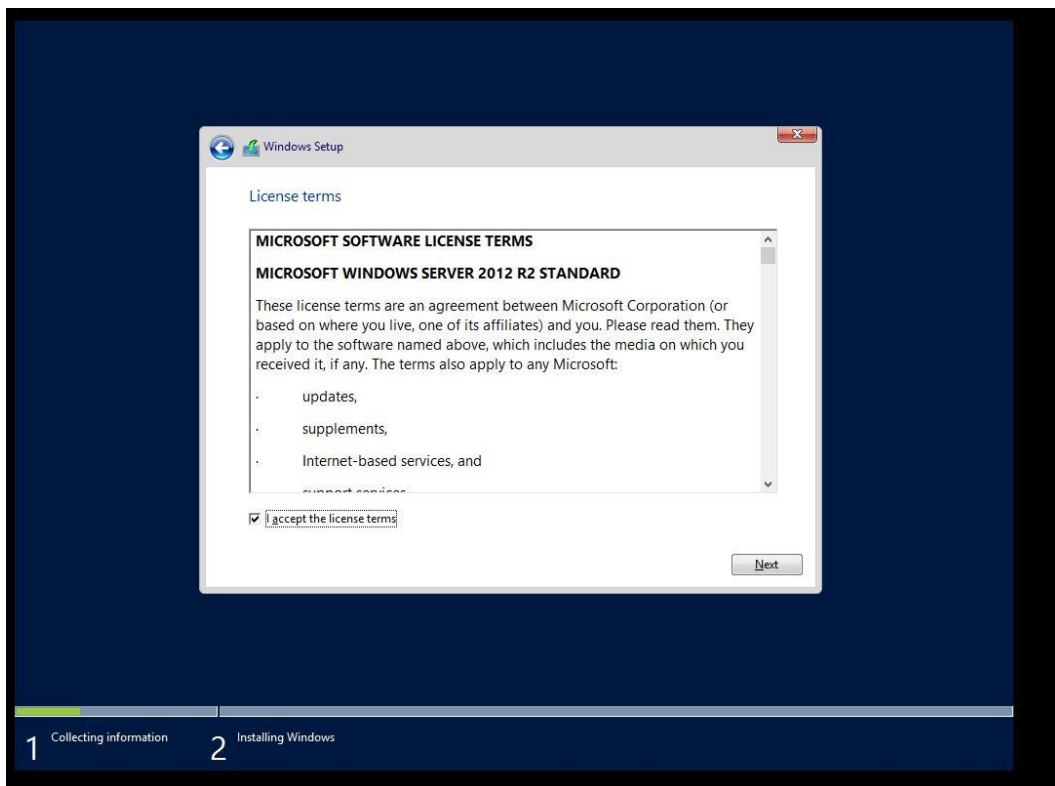 Windows Setup
License terms
MICROSOFT SOFTWARE LICENSE TERMS
MICROSOFT WINDOWS SERVER 2012 R2 STANDARD
These license terms are an agreement between Microsoft Corporation (or
based on where you live, one of its affiliates) and you. Please read them. They
apply to the software named above, which includes the media on which you
received it, if any. The terms also apply to any Microsoft:
· updates,
· supplements,
· Internet-based services, and
· support services
I accept the license terms
Next
1 Collecting information
2 Installing Windows